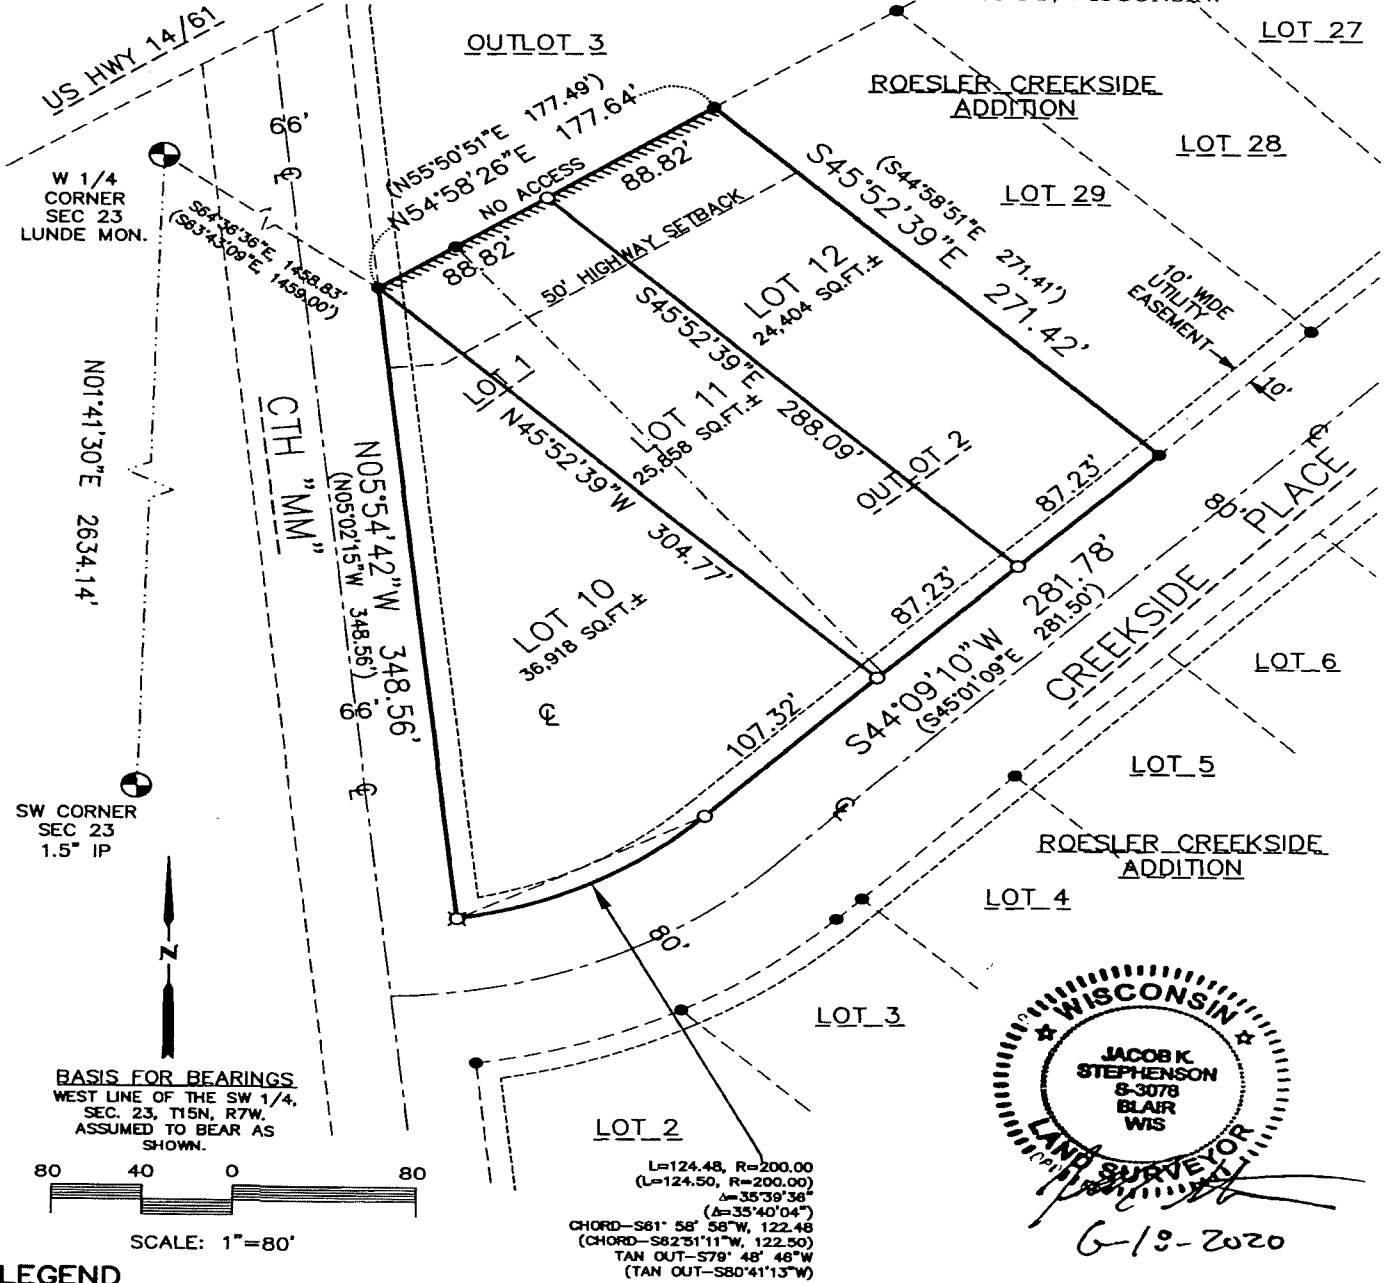 US HWY 14/61
OUTLOT 3
LOT 27
ROESLER CREEKSIDE
ADDITION
LOT 28
LOT 29
66'
W 1/4
CORNER
SEC 23
LUNDE MON.
S64°36'36"E, 1458.83'
(S63°43'09"E, 1459.00')
(N55°50'51"E 177.49')
N54°58'26"E 177.64'
NO ACCESS
88.82'
88.82'
50' HIGHWAY SETBACK
(S44°58'51"E 271.41')
S45°52'39"E 271.42'
10' WIDE
UTILITY
EASEMENT
10'
LOT 12
24,404 SQ.FT.±
S45°52'39"E 288.09'
LOT 1
LOT 11
25,858 SQ.FT.±
OUTLOT 2
N45°52'39"W 304.77'
N01°41'30"E 2634.14'
CTH "MM"
N05°54'42"W 348.56'
(N05°02'15"W 348.56')
66'
LOT 10
36,918 SQ.FT.±
87.23'
87.23'
107.32'
S44°09'10"W 281.78'
(S45°01'09"E 281.50')
80'
CREEKSIDE PLACE
LOT 6
LOT 5
ROESLER CREEKSIDE
ADDITION
LOT 4
LOT 3
LOT 2
80'
SW CORNER
SEC 23
1.5" IP
N
BASIS FOR BEARINGS
WEST LINE OF THE SW 1/4,
SEC. 23, T15N, R7W.
ASSUMED TO BEAR AS
SHOWN.
80 40 0 80
SCALE: 1"=80'
LEGEND
L=124.48, R=200.00
(L=124.50, R=200.00)
Δ=35°39'38"
(Δ=35°40'04")
CHORD-S61° 58' 58"W, 122.48
(CHORD-S62°51'11"W, 122.50)
TAN OUT-S79° 48' 46"W
(TAN OUT-S80°41'13"W)
WISCONSIN
JACOB K.
STEPHENSON
S-3078
BLAIR
WIS
LAND SURVEYOR
6-18-2020